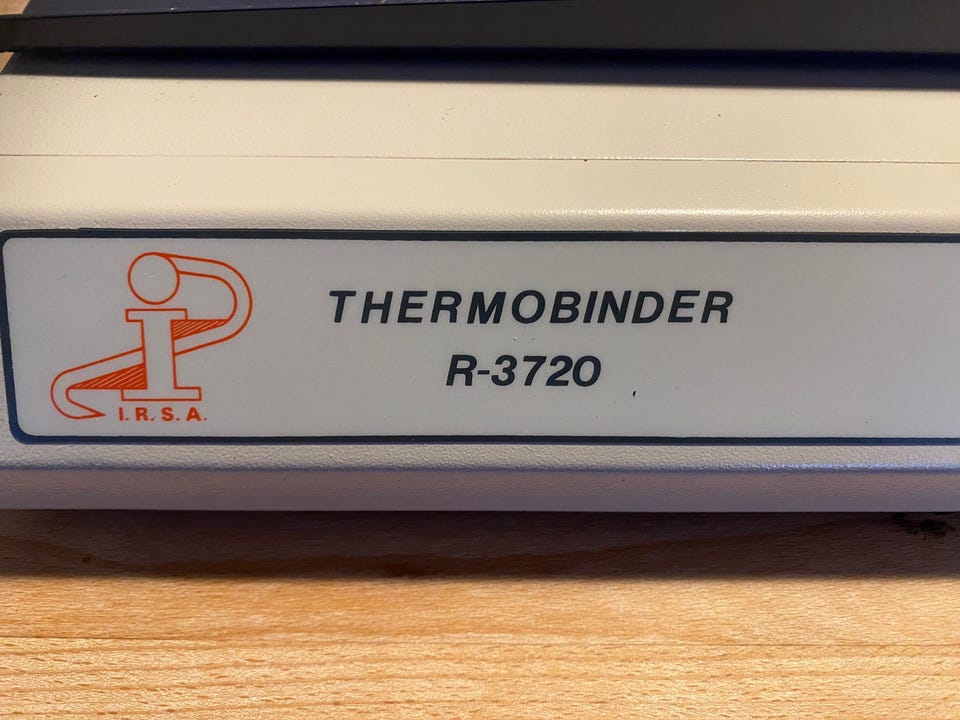 THERMOBINDER
R-3720
I. R. S. A.